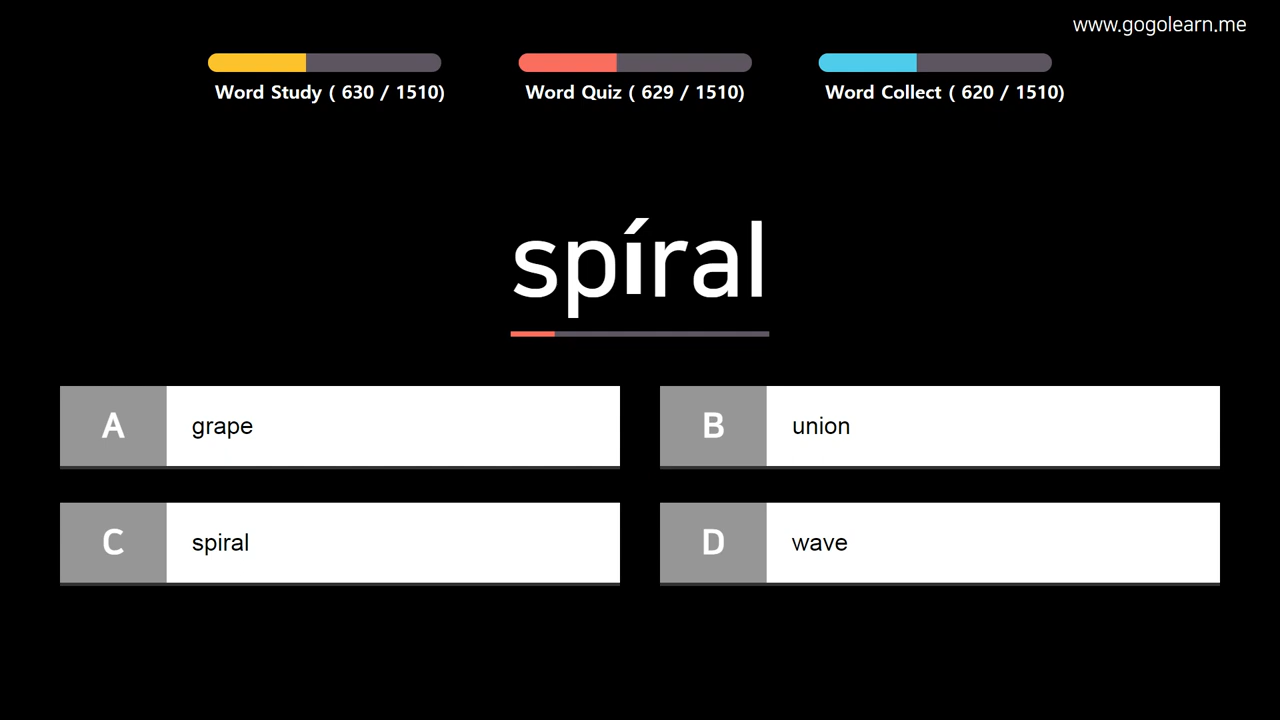 www.gogolearn.me
Word Study ( 630 / 1510)
Word Quiz ( 629 / 1510)
Word Collect ( 620 / 1510)
spíral
A grape
B union
C spiral
D wave